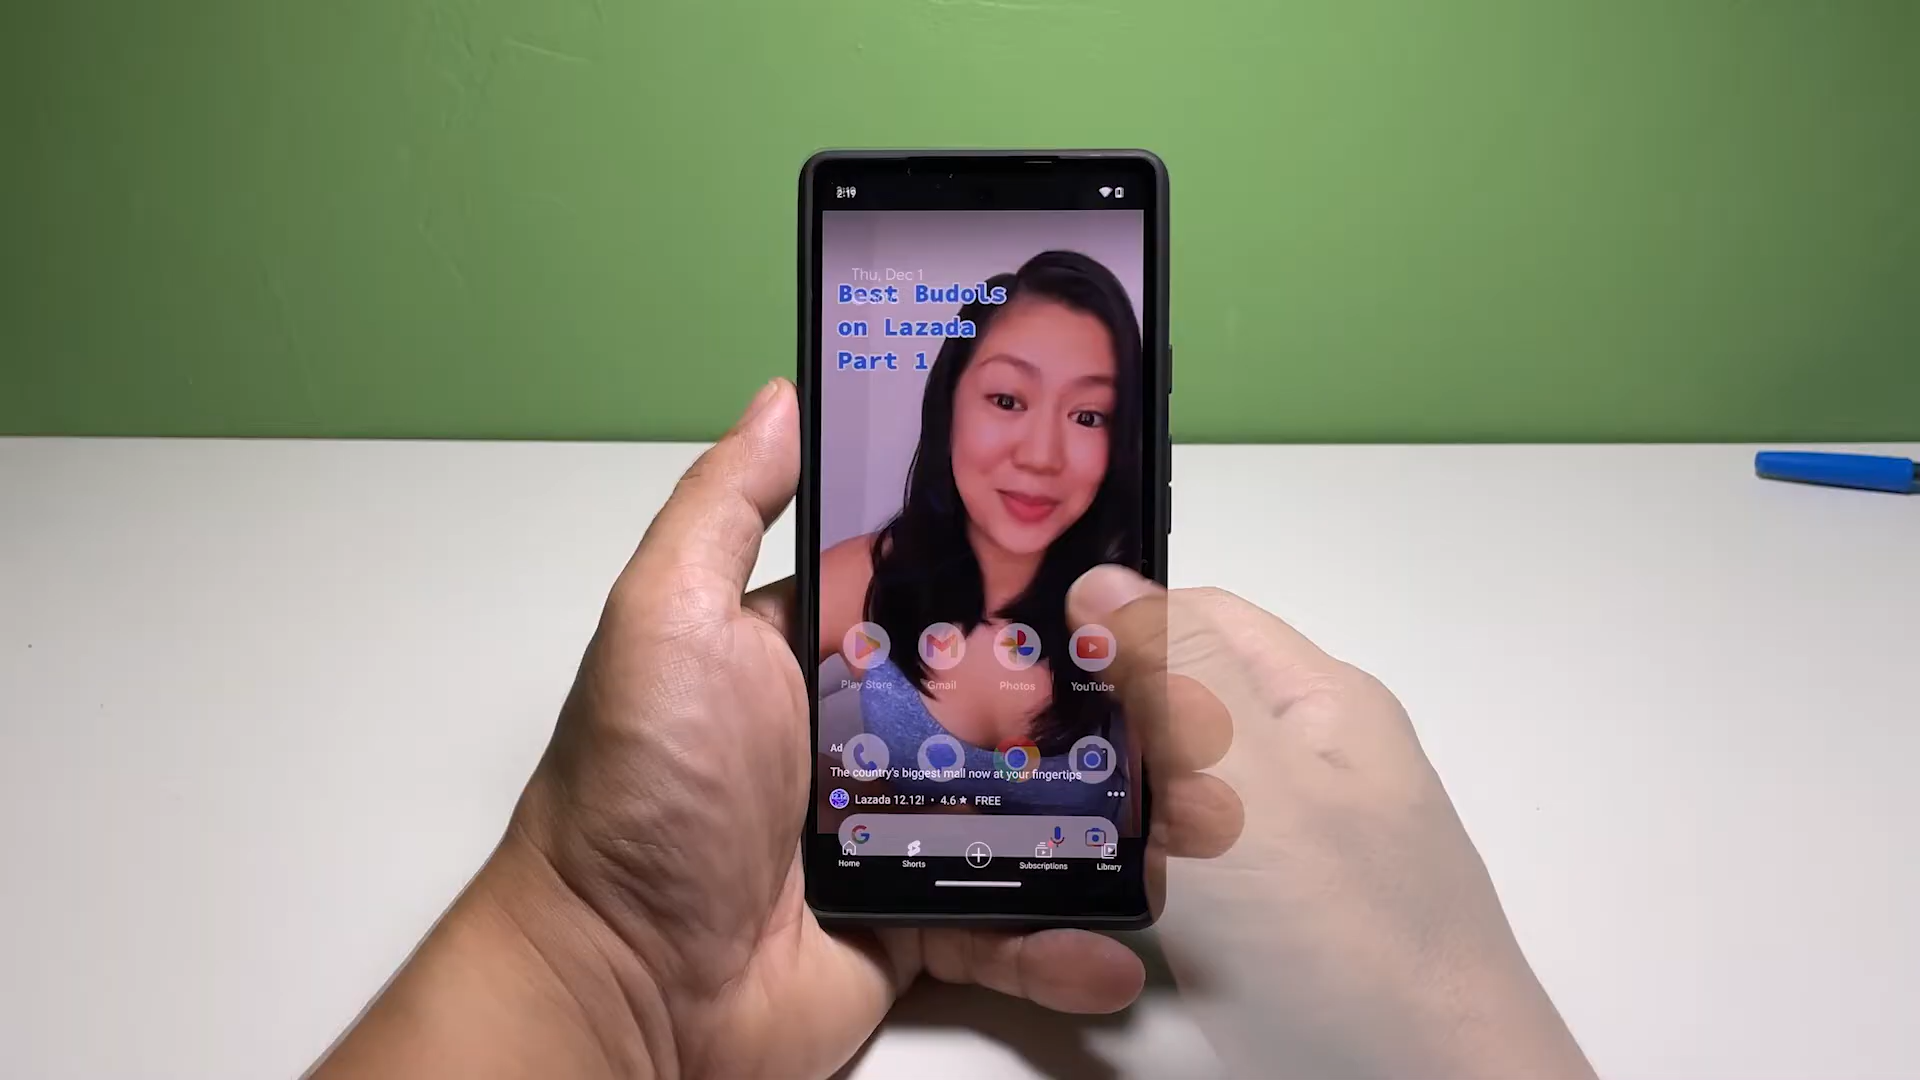 2:19
Thu, Dec 1
Best Budols
on Lazada
Part 1
Play Store Gmail Photos YouTube
Ad
The country's biggest mall now at your fingertips
Lazada 12.12! • 4.6 ★ FREE
G
Home Shorts Subscriptions Library